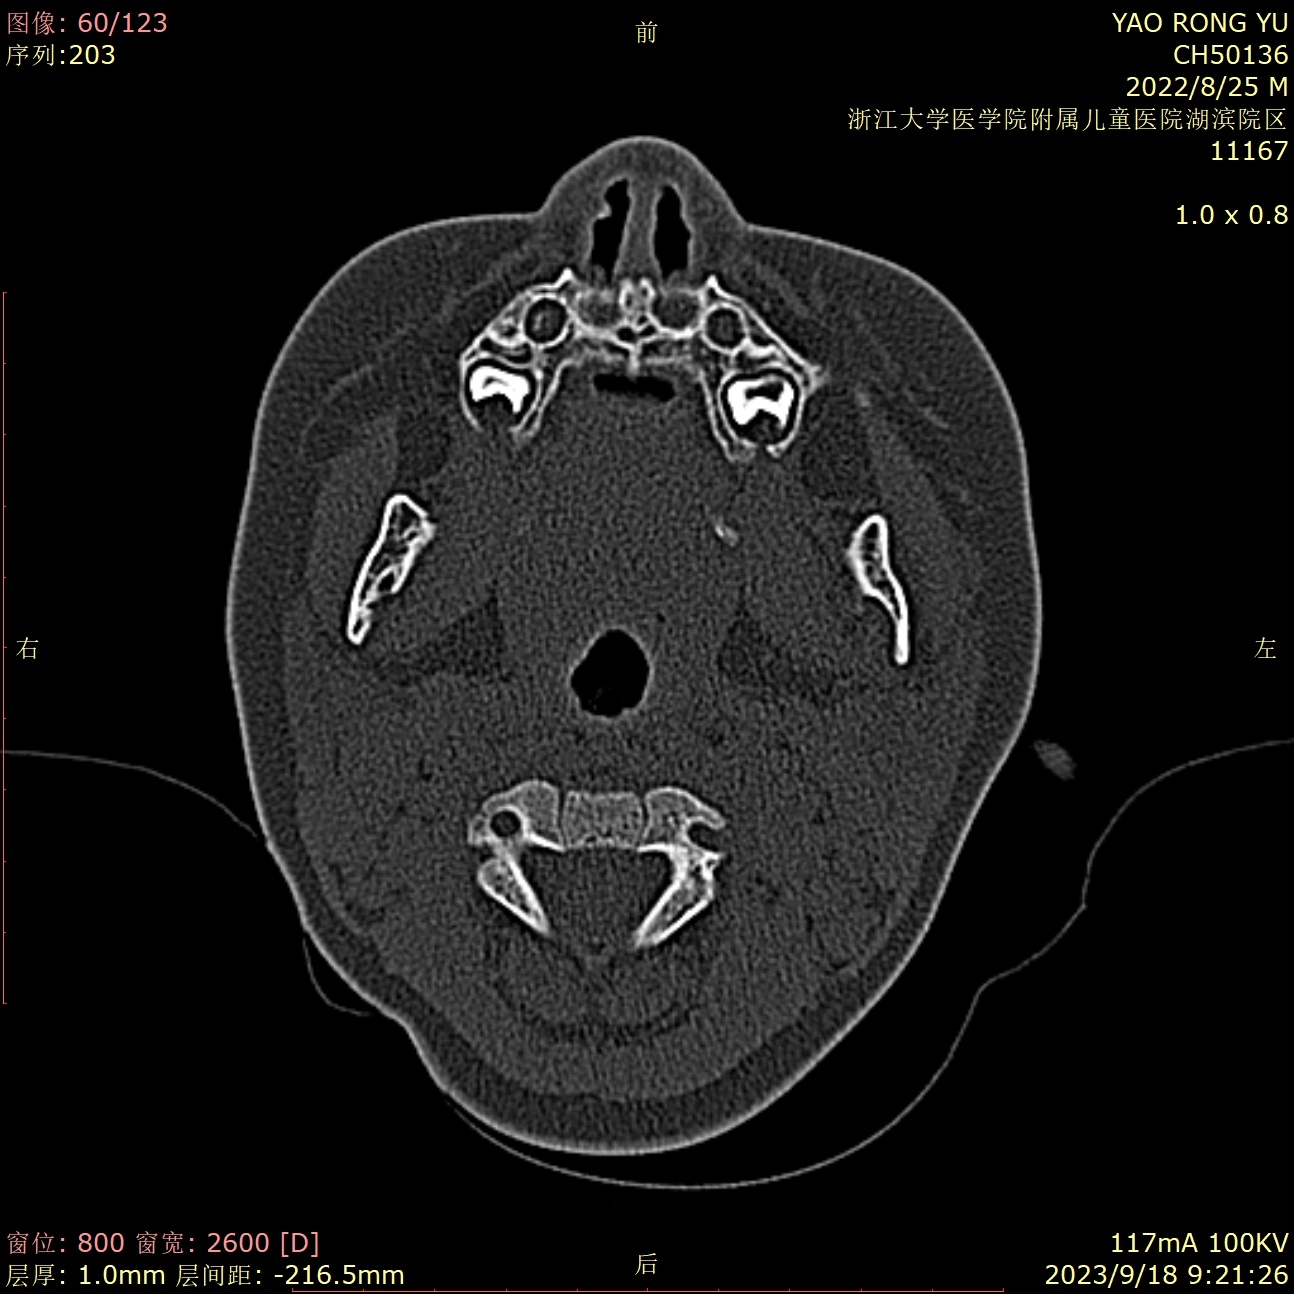 图像: 60/123
序列:203
前
YAO RONG YU
CH50136
2022/8/25 M
浙江大学医学院附属儿童医院湖滨院区
11167
1.0 x 0.8
右
左
窗位: 800 窗宽: 2600 [D]
层厚: 1.0mm 层间距: -216.5mm
后
117mA 100KV
2023/9/18 9:21:26